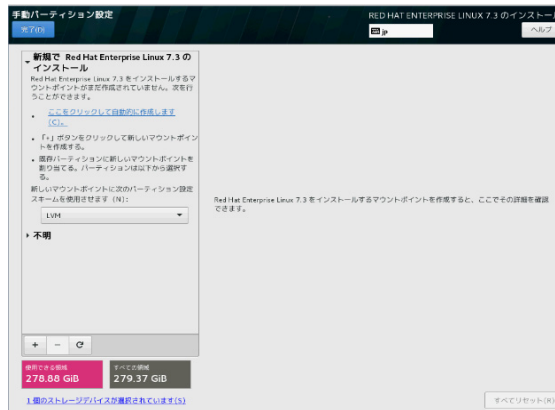 手動パーティション設定
RED HAT ENTERPRISE LINUX 7.3 のインストール
完了(D)
jp
ヘルプ
新規で Red Hat Enterprise Linux 7.3 の
インストール
Red Hat Enterprise Linux 7.3 をインストールするマ
ウントポイントがまだ作成されていません。次を行
うことができます。
ここをクリックして自動的に作成します
(C)。
「+」ボタンをクリックして新しいマウントポイン
トを作成する。
既存パーティションに新しいマウントポイントを
割り当てる。パーティションは以下から選択す
る。
新しいマウントポイントに次のパーティション設定
スキームを使用させます (N):
LVM
不明
Red Hat Enterprise Linux 7.3 をインストールするマウントポイントを作成すると、ここでその詳細を確認
できます。
+ −
使用できる領域
278.88 GiB
すべての領域
279.37 GiB
1 個のストレージデバイスが選択されています(S)
すべてリセット(R)